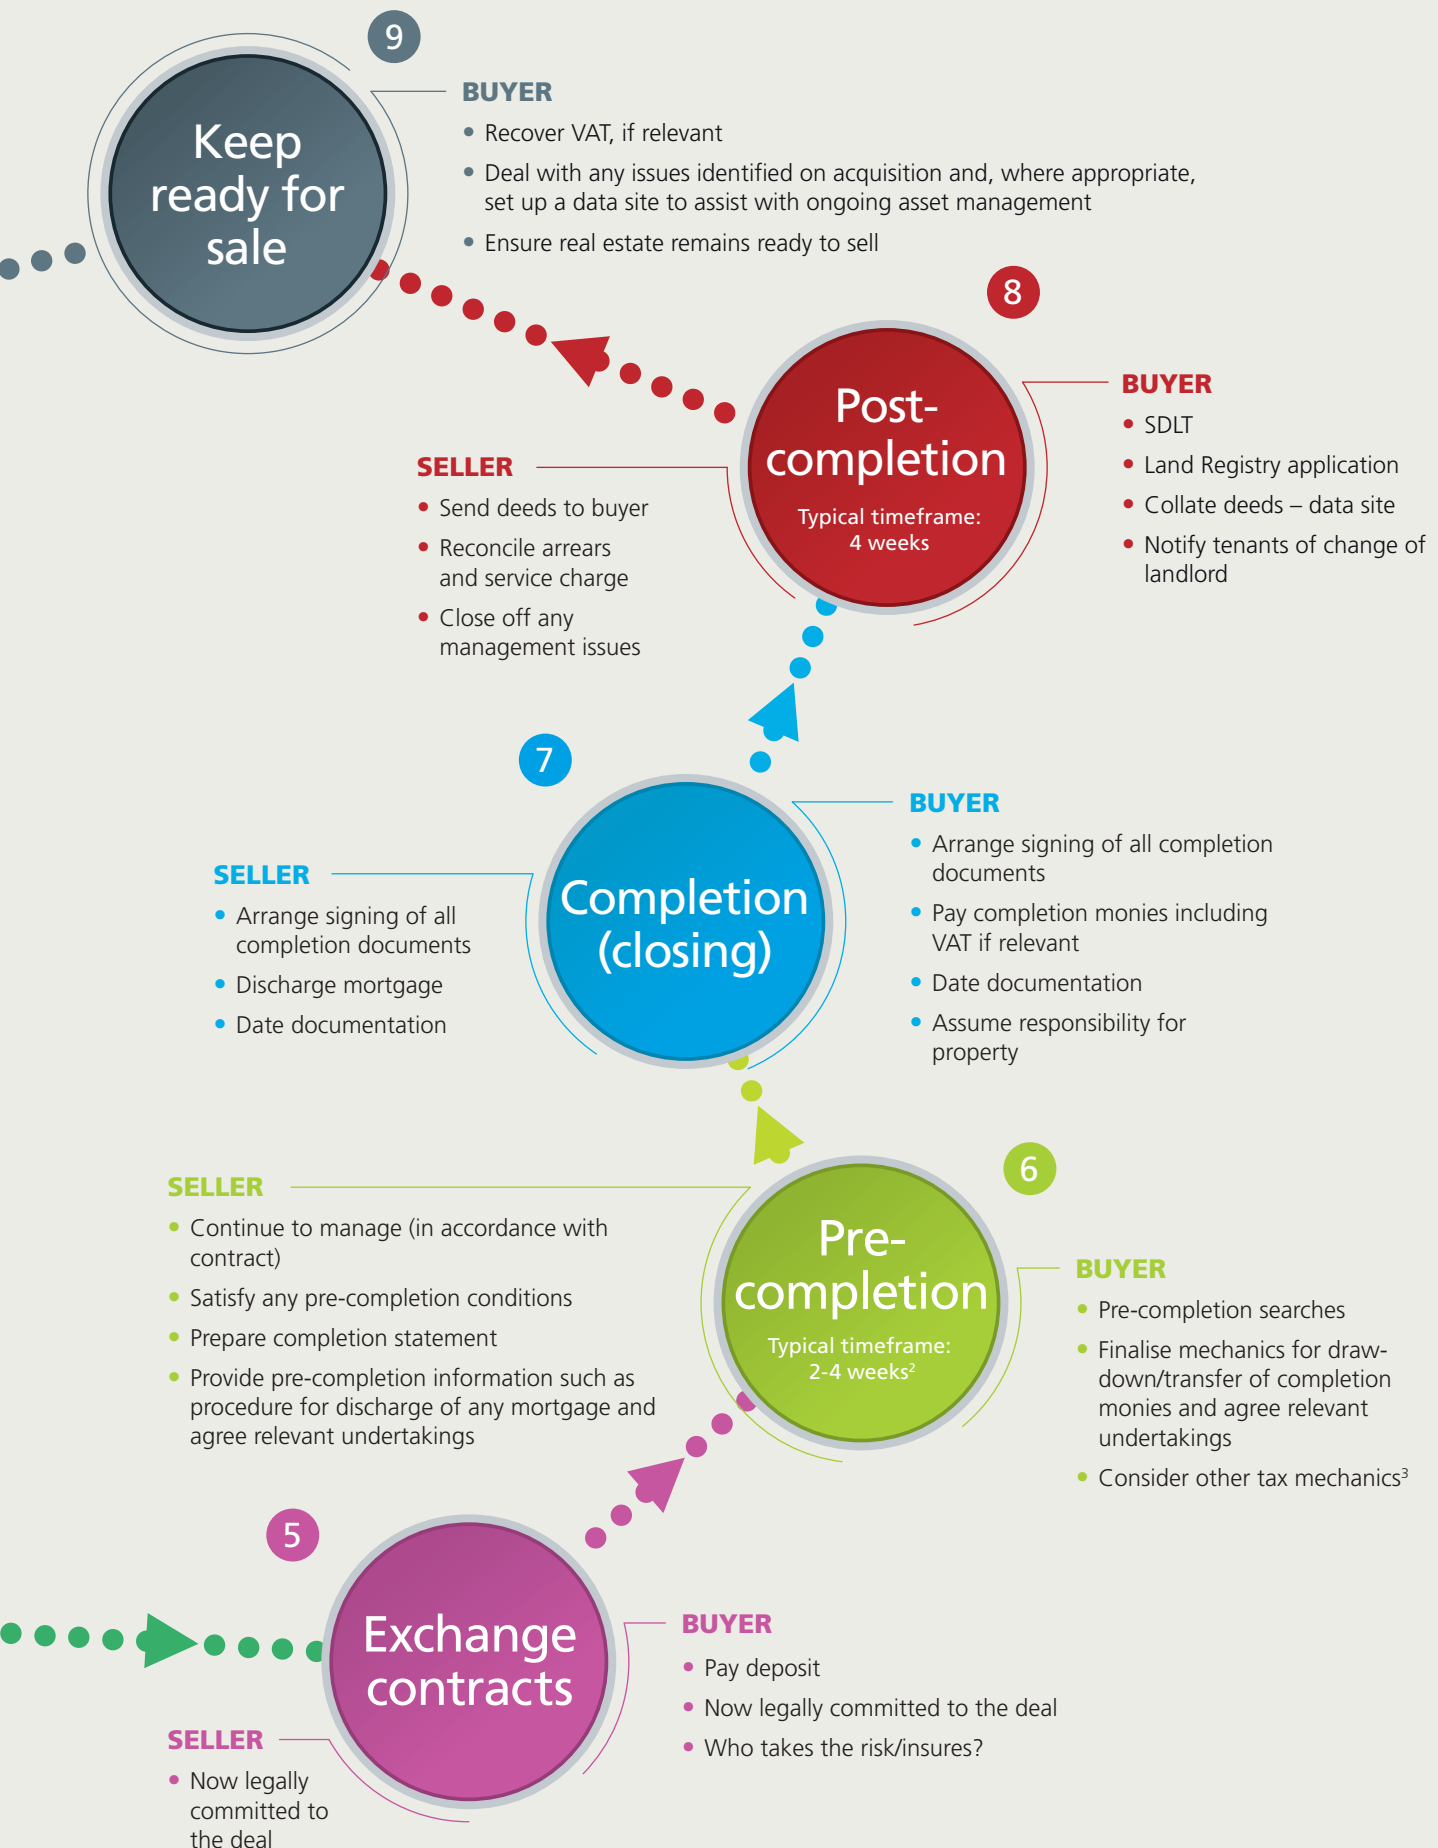 9
Keep
ready for
sale
BUYER
• Recover VAT, if relevant
• Deal with any issues identified on acquisition and, where appropriate,
set up a data site to assist with ongoing asset management
• Ensure real estate remains ready to sell
8
Post-
completion
Typical timeframe:
4 weeks
BUYER
• SDLT
• Land Registry application
• Collate deeds – data site
• Notify tenants of change of
landlord
SELLER
• Send deeds to buyer
• Reconcile arrears
and service charge
• Close off any
management issues
7
Completion
(closing)
BUYER
• Arrange signing of all completion
documents
• Pay completion monies including
VAT if relevant
• Date documentation
• Assume responsibility for
property
SELLER
• Arrange signing of all
completion documents
• Discharge mortgage
• Date documentation
6
Pre-
completion
Typical timeframe:
2-4 weeks²
SELLER
• Continue to manage (in accordance with
contract)
• Satisfy any pre-completion conditions
• Prepare completion statement
• Provide pre-completion information such as
procedure for discharge of any mortgage and
agree relevant undertakings
BUYER
• Pre-completion searches
• Finalise mechanics for draw-
down/transfer of completion
monies and agree relevant
undertakings
• Consider other tax mechanics³
5
Exchange
contracts
BUYER
• Pay deposit
• Now legally committed to the deal
• Who takes the risk/insures?
SELLER
• Now legally
committed to
the deal